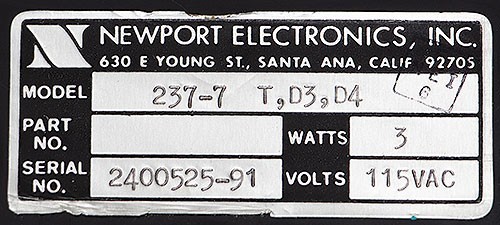 N NEWPORT ELECTRONICS, INC.
630 E YOUNG ST., SANTA ANA, CALIF 92705
MODEL 237-7 T,D3,D4
PART NO. WATTS 3
SERIAL NO. 2400525-91 VOLTS 115VAC